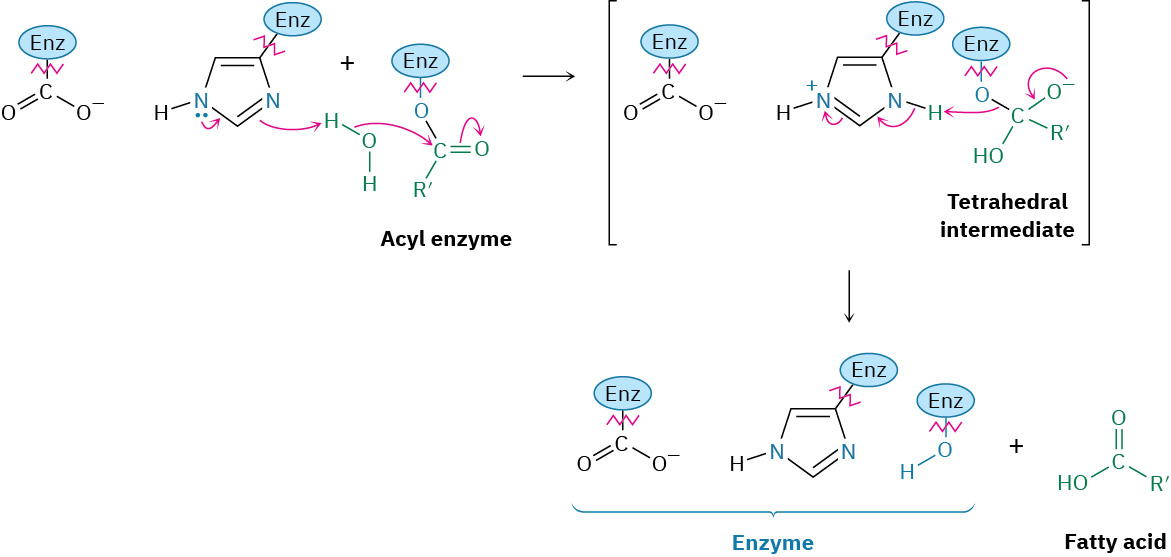 Enz
Enz
Enz
Enz
Enz
Enz
+
C
O
O−
H
N
N
H
O
H
O
C
O
R′
Acyl enzyme
C
O
O−
+
H
N
N
H
O
O−
C
R′
HO
Tetrahedral
intermediate
Enz
Enz
Enz
C
O
O−
H
N
N
O
H
+
O
C
HO
R′
Enzyme
Fatty acid